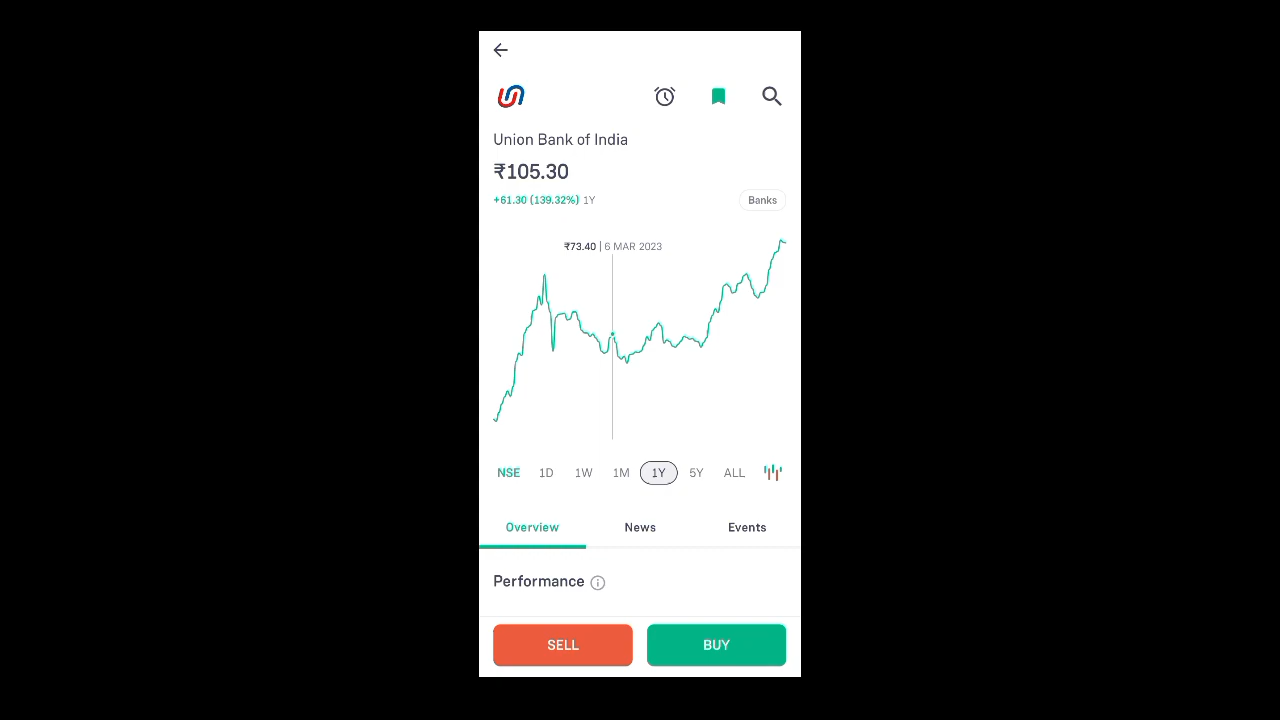 Union Bank of India
₹105.30
+61.30 (139.32%) 1Y
Banks
₹73.40 | 6 MAR 2023
NSE 1D 1W 1M 1Y 5Y ALL
Overview News Events
Performance
SELL BUY